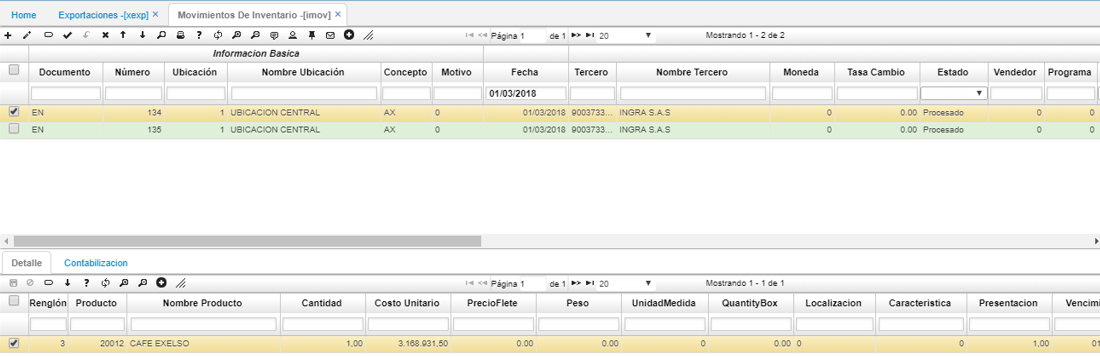 Home Exportaciones -[xexp] Movimientos De Inventario -[imov]
Página 1 de 1 20 Mostrando 1 - 2 de 2
Informacion Basica
Documento Número Ubicación Nombre Ubicación Concepto Motivo Fecha Tercero Nombre Tercero Moneda Tasa Cambio Estado Vendedor Programa
01/03/2018
EN 134 1 UBICACION CENTRAL AX 0 01/03/2018 9003733... INGRA S.A.S 0 0.00 Procesado 0 0
EN 135 1 UBICACION CENTRAL AX 0 01/03/2018 9003733... INGRA S.A.S 0 0.00 Procesado 0 0
Detalle Contabilizacion
Página 1 de 1 20 Mostrando 1 - 1 de 1
Renglón Producto Nombre Producto Cantidad Costo Unitario PrecioFlete Peso UnidadMedida QuantityBox Localizacion Caracteristica Presentacion Vencimi
3 20012 CAFE EXELSO 1,00 3.168.931,50 0.00 0.00 0 0.00 0 0 1,00 01